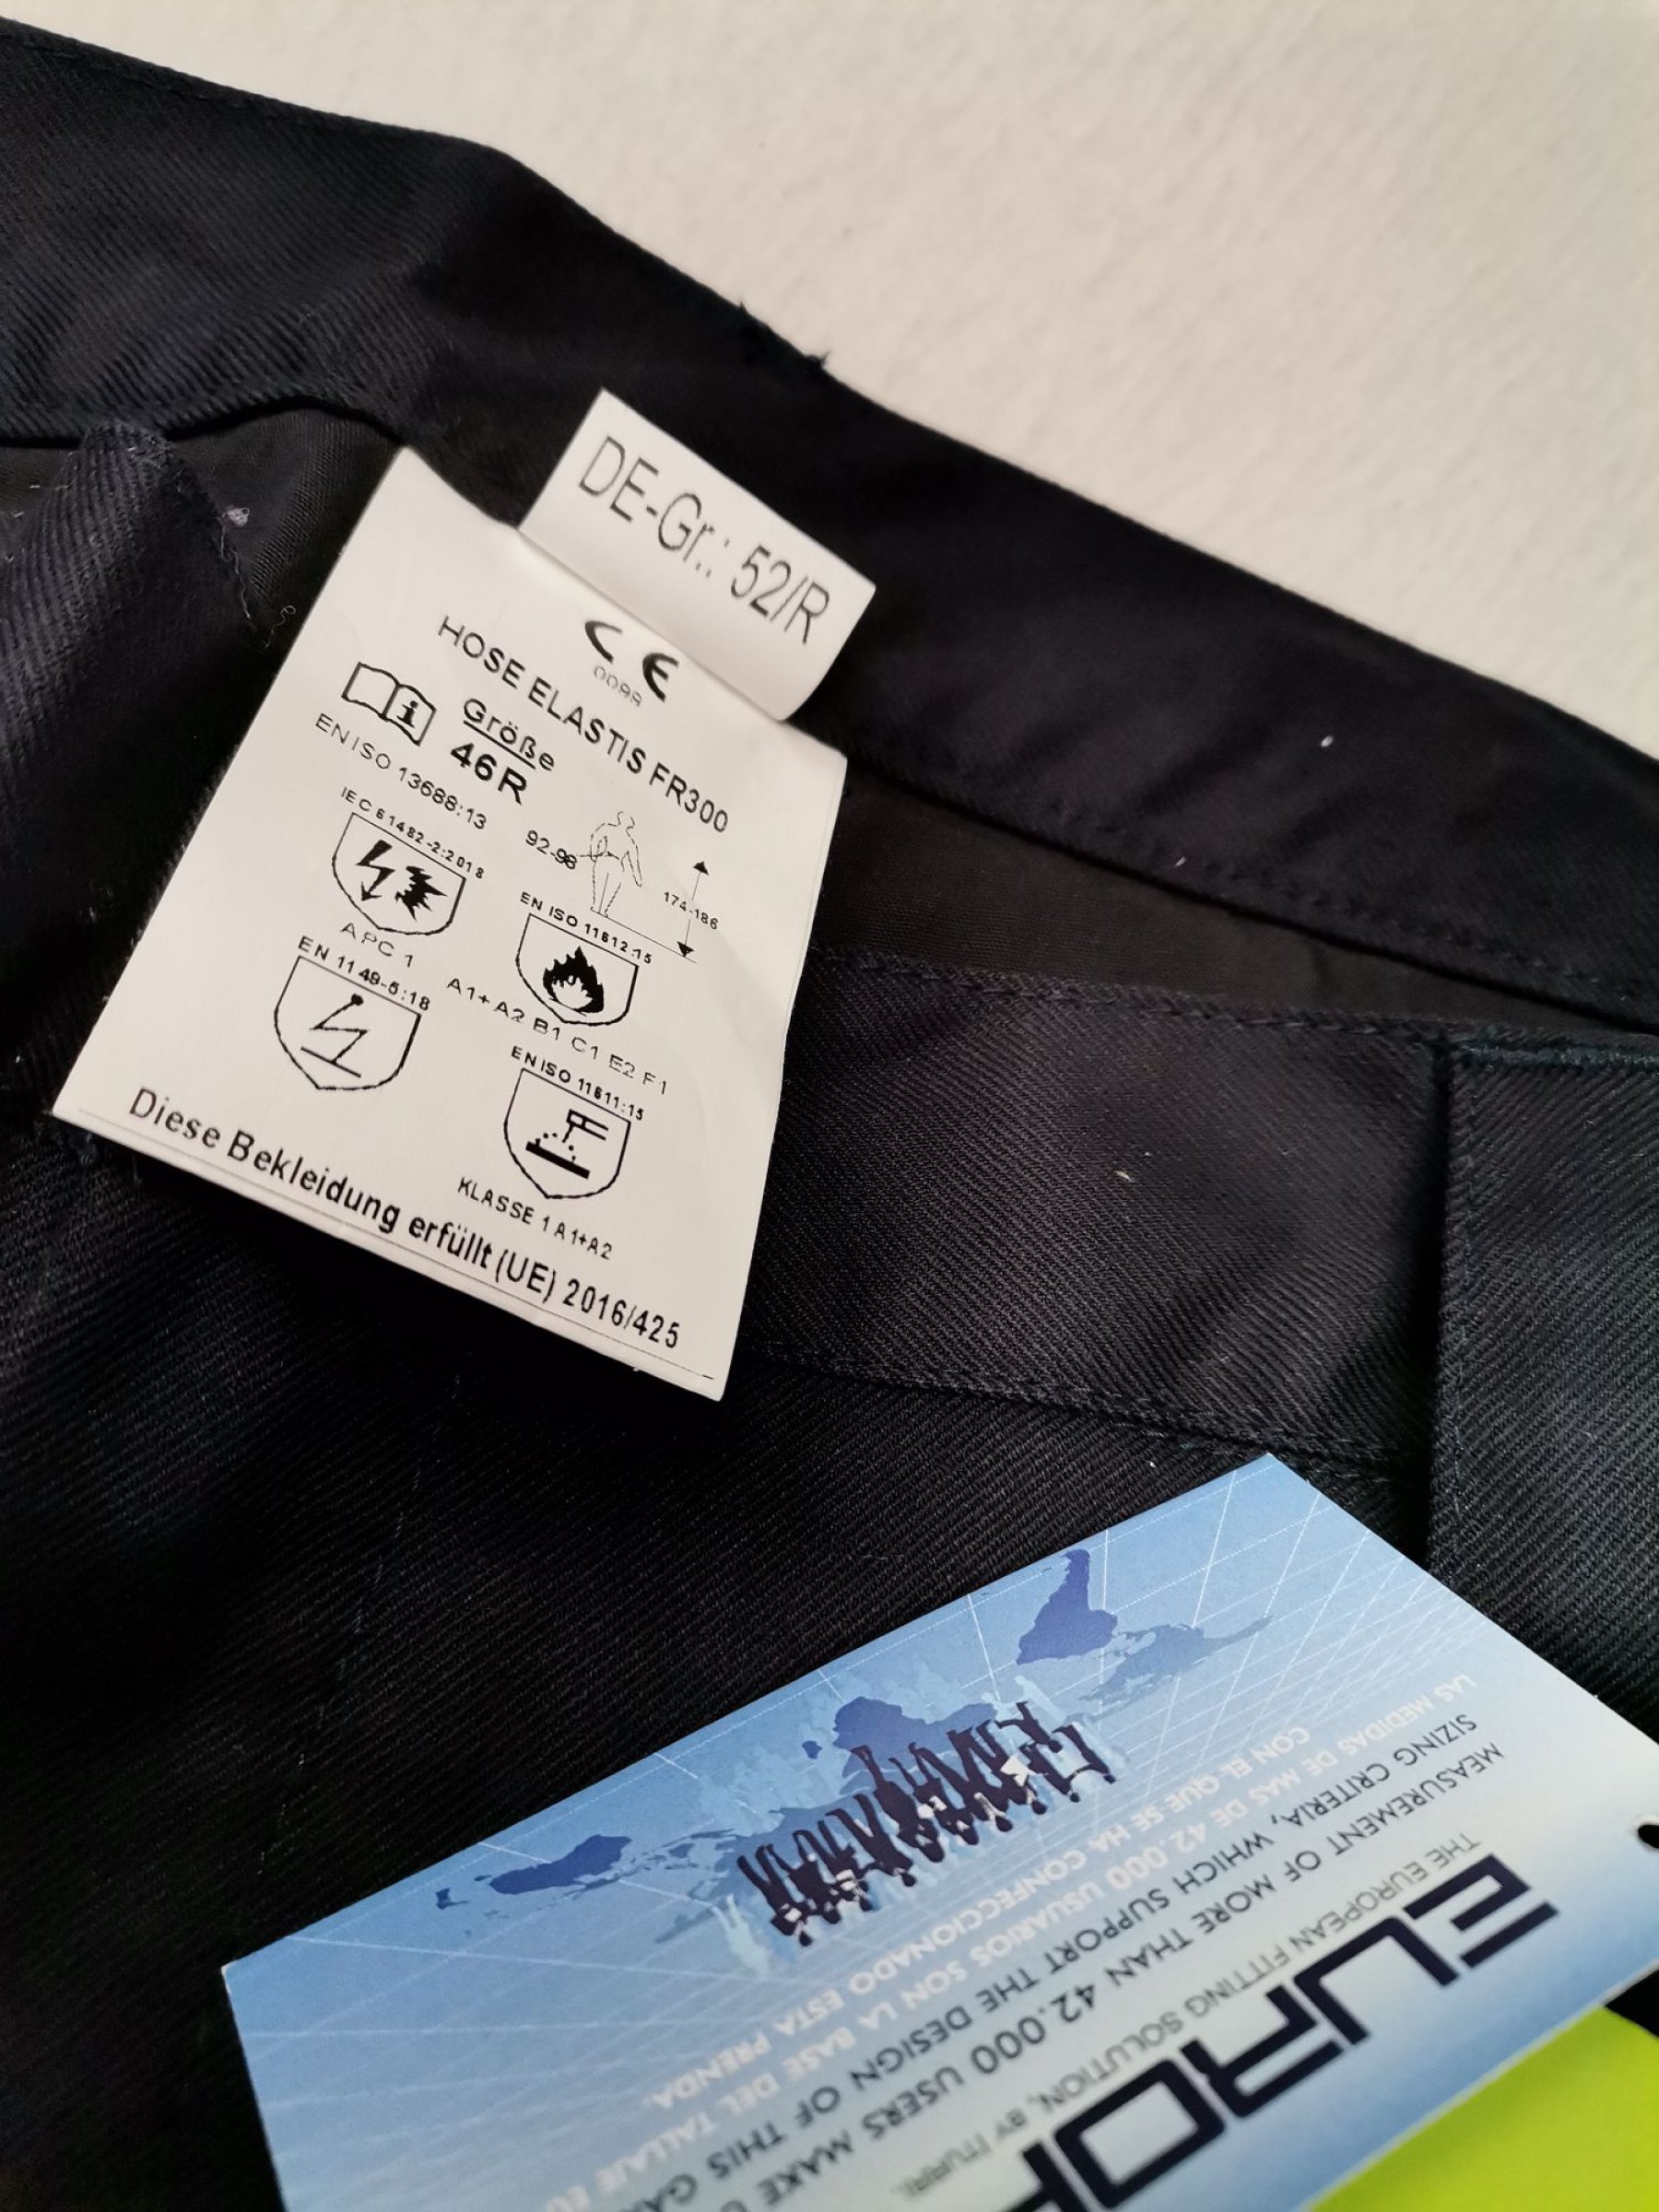 DE-Gr.: 52/R
CE
0099
HOSE ELASTIS FR300
Größe
46R
EN ISO 13688:13
92-98
174-186
IEC 61482-2:2018
APC 1
EN ISO 11612:15
A1+A2 B1 C1 E2 F1
EN 1149-5:18
EN ISO 11611:15
KLASSE 1 A1+A2
Diese Bekleidung erfüllt (UE) 2016/425
THE EUROPEAN FITTING SOLUTION, BY ITURRI.
MEASUREMENT OF MORE THAN 42.000 USERS MAKE
SIZING CRITERIA, WHICH SUPPORT THE DESIGN OF THIS
LAS MEDIDAS DE MAS DE 42.000 USUARIOS SON LA BASE DEL TALLAJE
CON EL QUE SE HA CONFECCIONADO ESTA PRENDA.